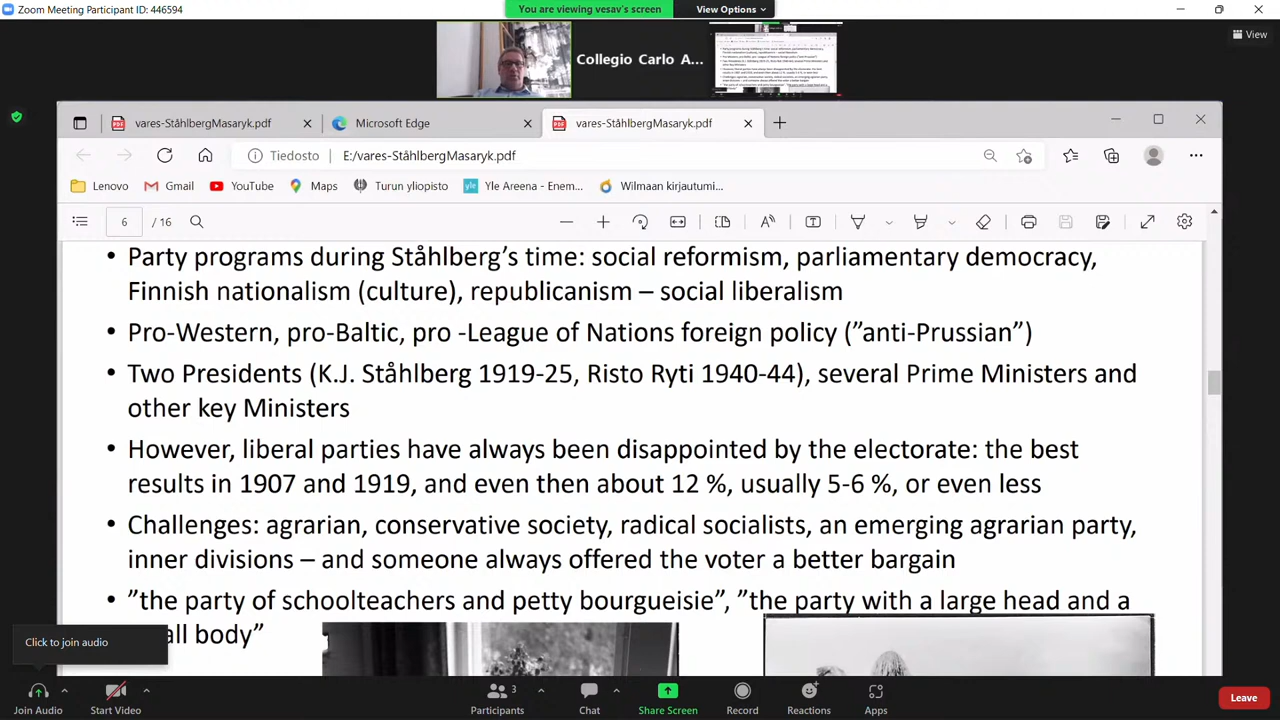 Zoom Meeting Participant ID: 446594
You are viewing vesav's screen
View Options
Collegio Carlo A...
View
vares-StåhlbergMasaryk.pdf
Microsoft Edge
vares-StåhlbergMasaryk.pdf
Tiedosto
E:/vares-StåhlbergMasaryk.pdf
Lenovo
Gmail
YouTube
Maps
Turun yliopisto
Yle Areena - Enem...
Wilmaan kirjautumi...
6
/ 16
• Party programs during Ståhlberg's time: social reformism, parliamentary democracy,
Finnish nationalism (culture), republicanism – social liberalism
• Pro-Western, pro-Baltic, pro -League of Nations foreign policy (”anti-Prussian”)
• Two Presidents (K.J. Ståhlberg 1919-25, Risto Ryti 1940-44), several Prime Ministers and
other key Ministers
• However, liberal parties have always been disappointed by the electorate: the best
results in 1907 and 1919, and even then about 12 %, usually 5-6 %, or even less
• Challenges: agrarian, conservative society, radical socialists, an emerging agrarian party,
inner divisions – and someone always offered the voter a better bargain
• ”the party of schoolteachers and petty bourgueisie”, ”the party with a large head and a
all body”
Click to join audio
Join Audio
Start Video
Participants
3
Chat
Share Screen
Record
Reactions
Apps
Leave